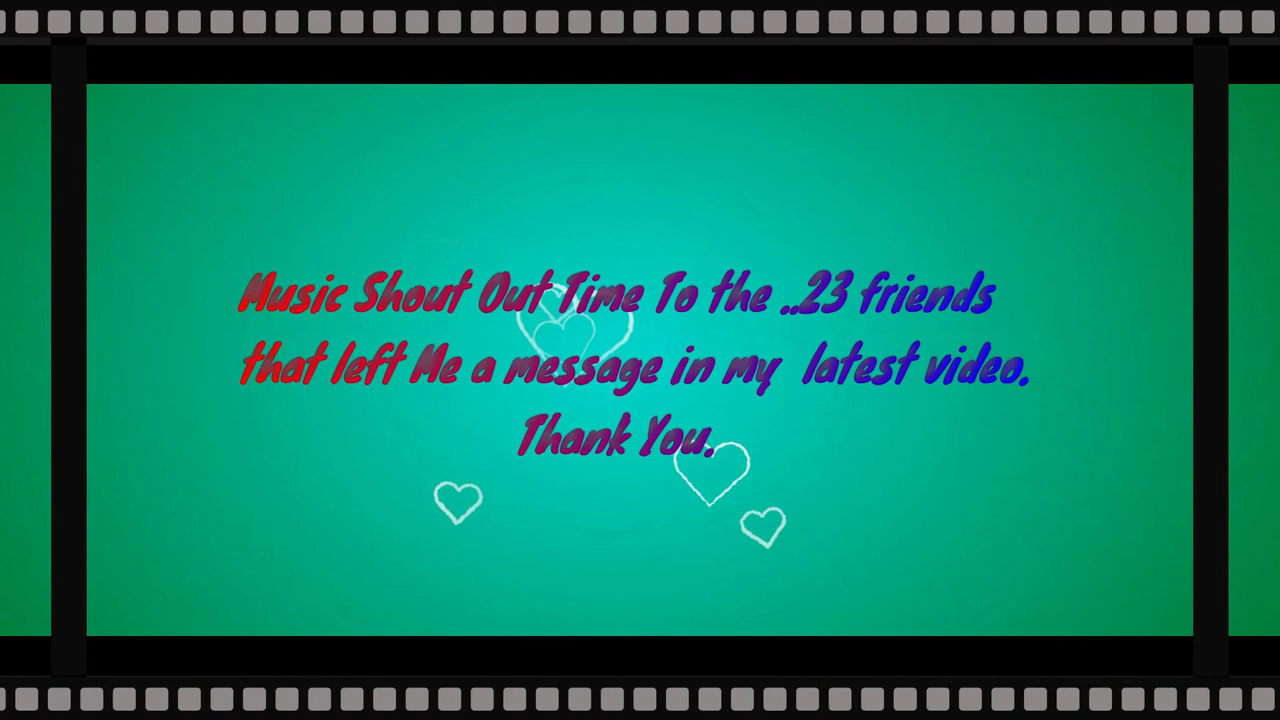 Music Shout Out Time To the ..23 friends
that left Me a message in my latest video.
Thank You.